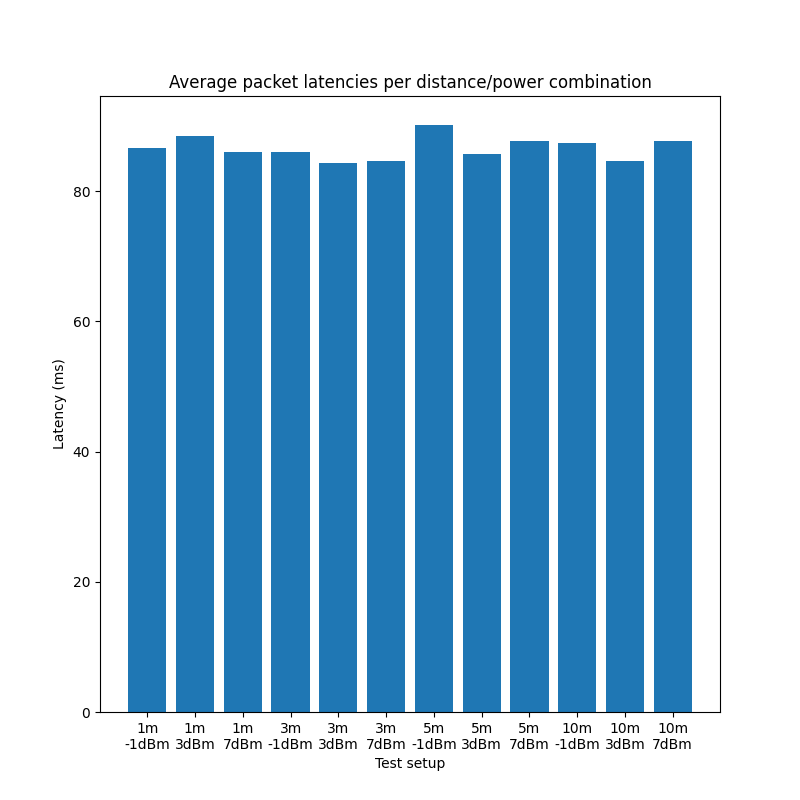 Average packet latencies per distance/power combination
Latency (ms)
80
60
40
20
0
1m 1m 1m 3m 3m 3m 5m 5m 5m 10m 10m 10m
-1dBm 3dBm 7dBm -1dBm 3dBm 7dBm -1dBm 3dBm 7dBm -1dBm 3dBm 7dBm
Test setup